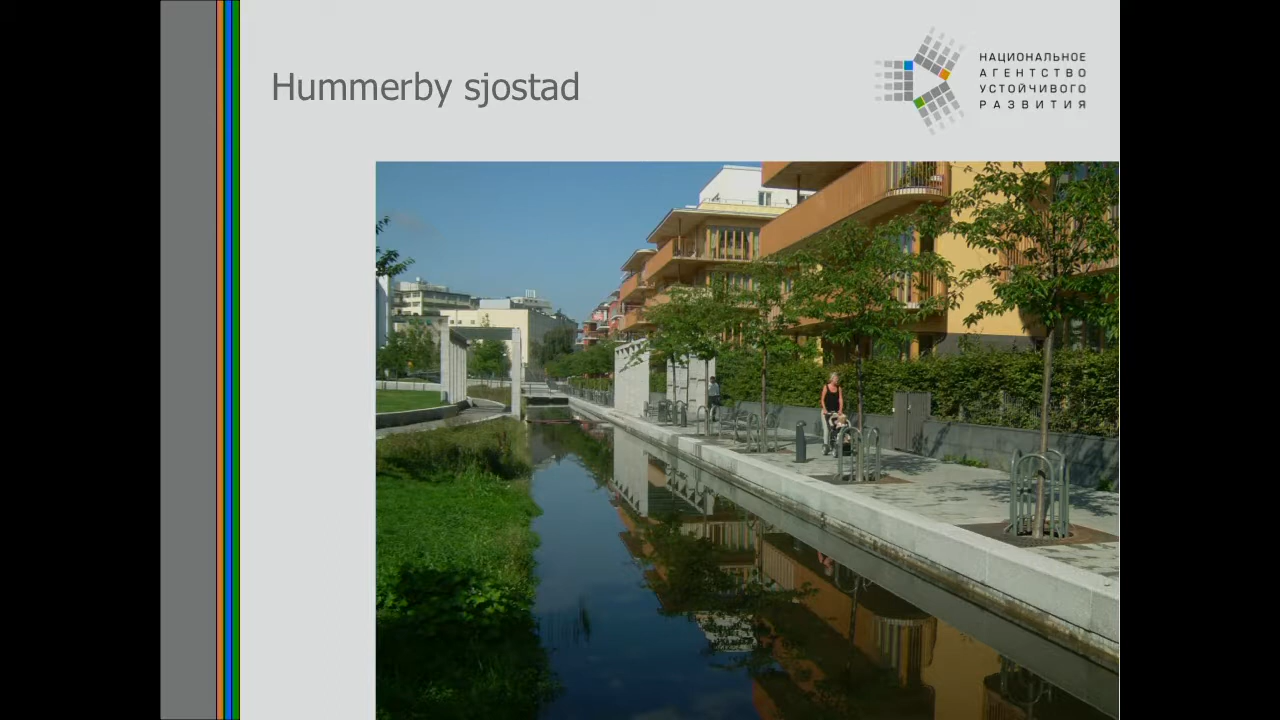 Hummerby sjostad
НАЦИОНАЛЬНОЕ
АГЕНТСТВО
УСТОЙЧИВОГО
РАЗВИТИЯ